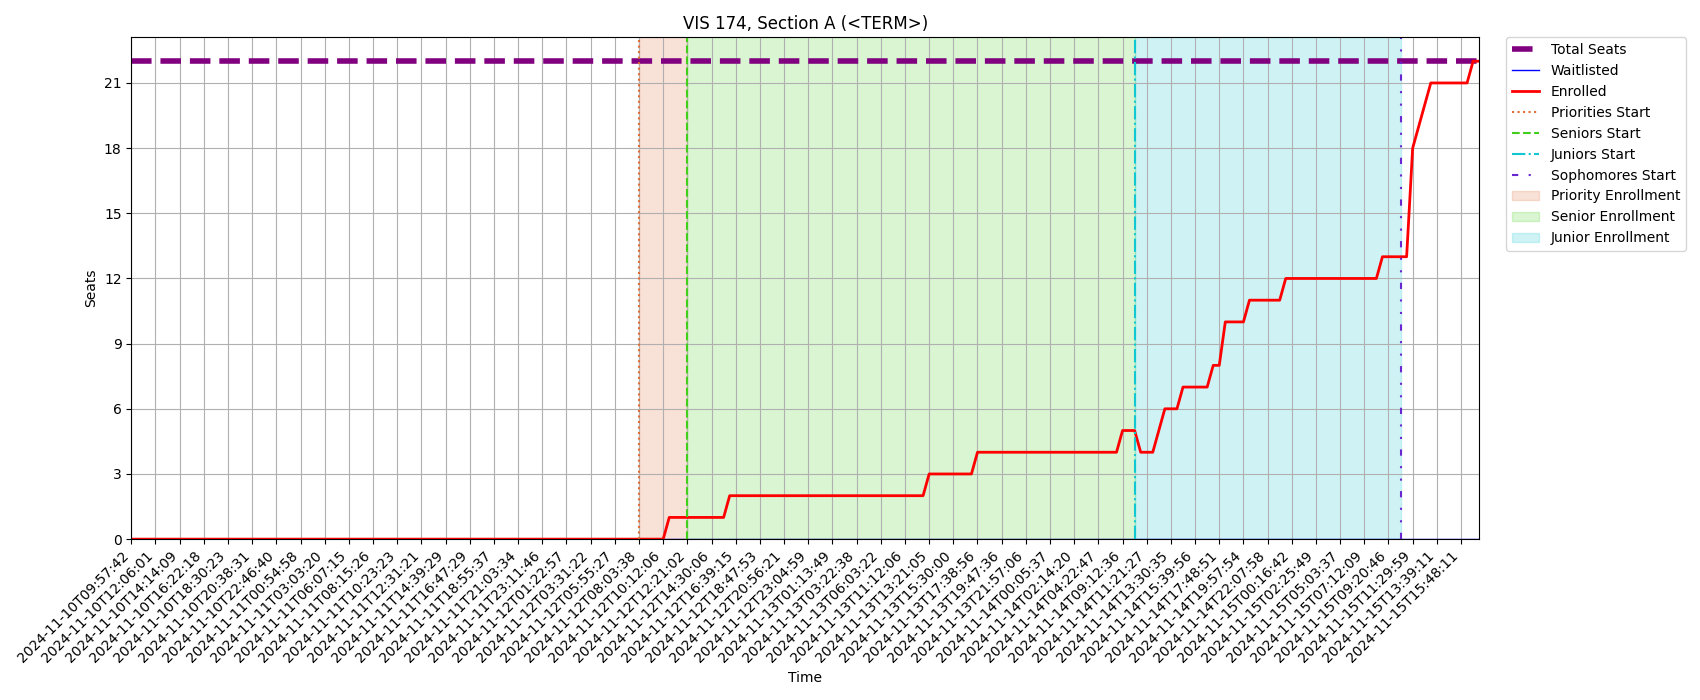 VIS 174, Section A (<TERM>)
Total Seats
Waitlisted
Enrolled
Priorities Start
Seniors Start
Juniors Start
Sophomores Start
Priority Enrollment
Senior Enrollment
Junior Enrollment
Seats
21
18
15
12
9
6
3
0
2024-11-10T09:57:42
2024-11-10T12:06:01
2024-11-10T14:14:09
2024-11-10T16:22:18
2024-11-10T18:30:23
2024-11-10T20:38:31
2024-11-10T22:46:40
2024-11-11T00:54:58
2024-11-11T03:03:20
2024-11-11T06:07:15
2024-11-11T08:15:26
2024-11-11T10:23:23
2024-11-11T12:31:21
2024-11-11T14:39:29
2024-11-11T16:47:29
2024-11-11T18:55:37
2024-11-11T21:03:34
2024-11-11T23:11:46
2024-11-12T01:22:57
2024-11-12T03:31:22
2024-11-12T05:55:27
2024-11-12T08:03:38
2024-11-12T10:12:06
2024-11-12T12:21:02
2024-11-12T14:30:06
2024-11-12T16:39:15
2024-11-12T18:47:53
2024-11-12T20:56:21
2024-11-12T23:04:59
2024-11-13T01:13:49
2024-11-13T03:22:38
2024-11-13T06:03:22
2024-11-13T11:12:06
2024-11-13T13:21:05
2024-11-13T15:30:00
2024-11-13T17:38:56
2024-11-13T19:47:36
2024-11-13T21:57:06
2024-11-14T00:05:37
2024-11-14T02:14:20
2024-11-14T04:22:47
2024-11-14T09:12:36
2024-11-14T11:21:27
2024-11-14T13:30:35
2024-11-14T15:39:56
2024-11-14T17:48:51
2024-11-14T19:57:54
2024-11-14T22:07:58
2024-11-15T00:16:42
2024-11-15T02:25:49
2024-11-15T05:03:37
2024-11-15T07:12:09
2024-11-15T09:20:46
2024-11-15T11:29:59
2024-11-15T13:39:11
2024-11-15T15:48:11
Time